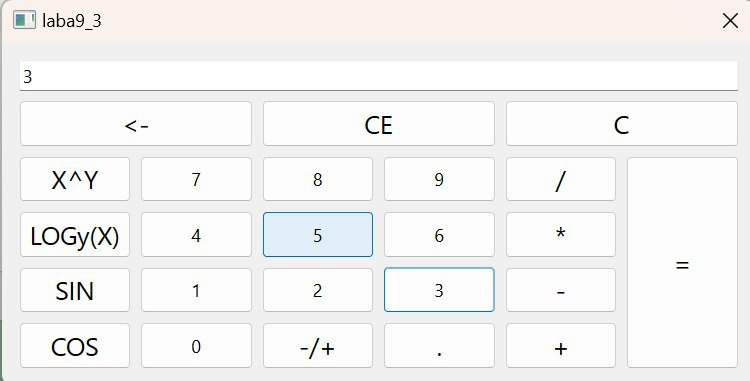 laba9_3
3
<- CE C
X^Y 7 8 9 /
LOGy(X) 4 5 6 *
=
SIN 1 2 3 -
COS 0 -/+ . +